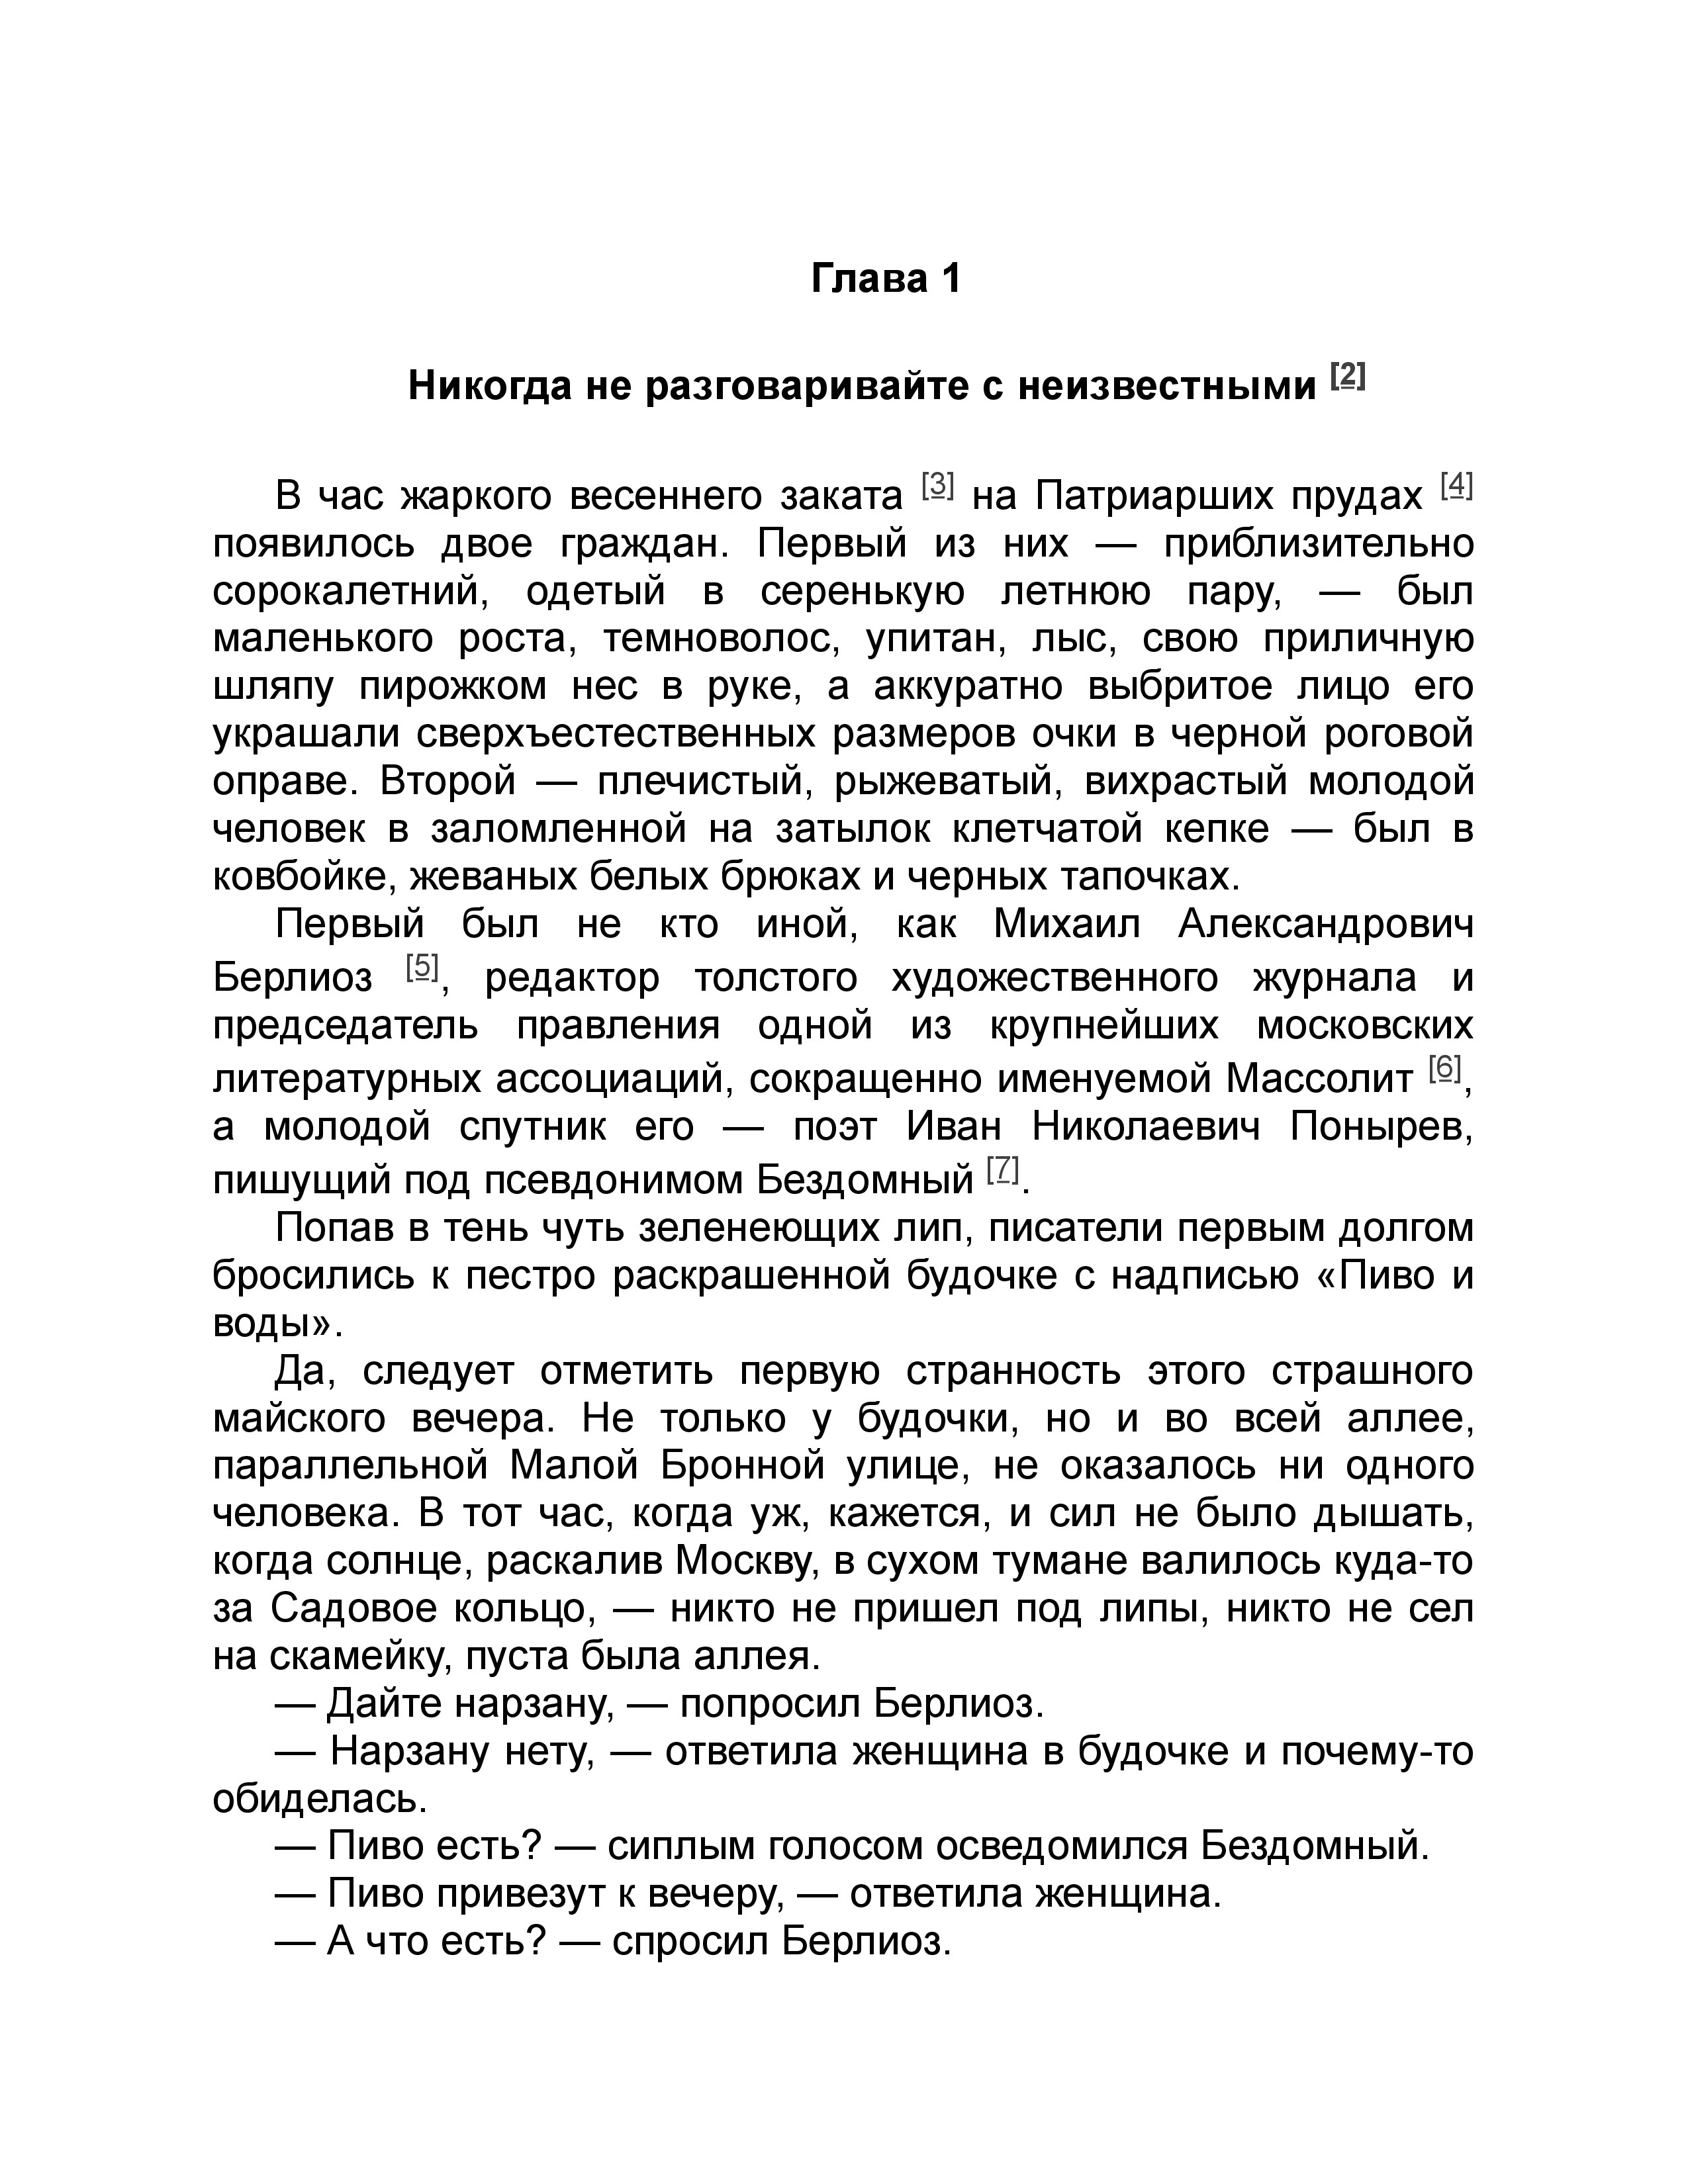 Глава 1
Никогда не разговаривайте с неизвестными [2]
В час жаркого весеннего заката [3] на Патриарших прудах [4]
появилось двое граждан. Первый из них — приблизительно
сорокалетний, одетый в серенькую летнюю пару, — был
маленького роста, темноволос, упитан, лыс, свою приличную
шляпу пирожком нес в руке, а аккуратно выбритое лицо его
украшали сверхъестественных размеров очки в черной роговой
оправе. Второй — плечистый, рыжеватый, вихрастый молодой
человек в заломленной на затылок клетчатой кепке — был в
ковбойке, жеваных белых брюках и черных тапочках.
Первый был не кто иной, как Михаил Александрович
Берлиоз [5], редактор толстого художественного журнала и
председатель правления одной из крупнейших московских
литературных ассоциаций, сокращенно именуемой Массолит [6],
а молодой спутник его — поэт Иван Николаевич Понырев,
пишущий под псевдонимом Бездомный [7].
Попав в тень чуть зеленеющих лип, писатели первым долгом
бросились к пестро раскрашенной будочке с надписью «Пиво и
воды».
Да, следует отметить первую странность этого страшного
майского вечера. Не только у будочки, но и во всей аллее,
параллельной Малой Бронной улице, не оказалось ни одного
человека. В тот час, когда уж, кажется, и сил не было дышать,
когда солнце, раскалив Москву, в сухом тумане валилось куда-то
за Садовое кольцо, — никто не пришел под липы, никто не сел
на скамейку, пуста была аллея.
— Дайте нарзану, — попросил Берлиоз.
— Нарзану нету, — ответила женщина в будочке и почему-то
обиделась.
— Пиво есть? — сиплым голосом осведомился Бездомный.
— Пиво привезут к вечеру, — ответила женщина.
— А что есть? — спросил Берлиоз.